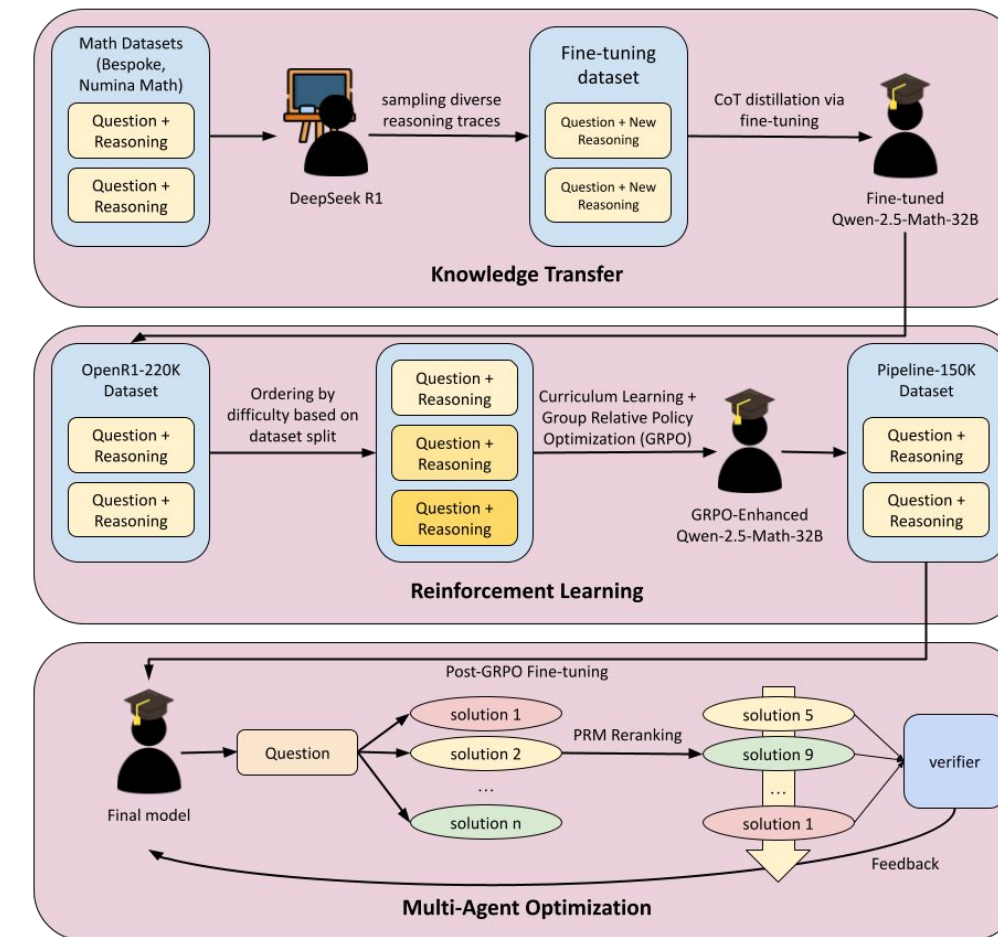 Math Datasets
(Bespoke,
Numina Math)
Question +
Reasoning
Question +
Reasoning
DeepSeek R1
sampling diverse
reasoning traces
Fine-tuning
dataset
Question + New
Reasoning
Question + New
Reasoning
CoT distillation via
fine-tuning
Fine-tuned
Qwen-2.5-Math-32B
Knowledge Transfer
OpenR1-220K
Dataset
Question +
Reasoning
Question +
Reasoning
Ordering by
difficulty based on
dataset split
Question +
Reasoning
Question +
Reasoning
Question +
Reasoning
Curriculum Learning +
Group Relative Policy
Optimization (GRPO)
GRPO-Enhanced
Qwen-2.5-Math-32B
Pipeline-150K
Dataset
Question +
Reasoning
Question +
Reasoning
Reinforcement Learning
Post-GRPO Fine-tuning
Final model
Question
solution 1
solution 2
...
solution n
PRM Reranking
solution 5
solution 9
...
solution 1
verifier
Feedback
Multi-Agent Optimization